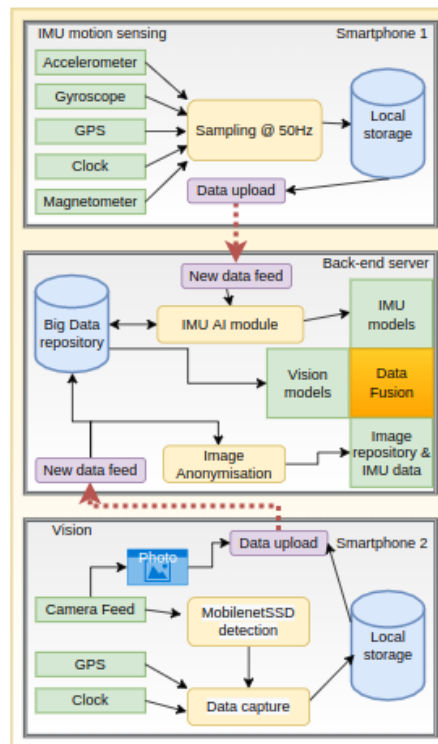 IMU motion sensing
Smartphone 1
Accelerometer
Gyroscope
GPS
Clock
Magnetometer
Sampling @ 50Hz
Local
storage
Data upload
Back-end server
New data feed
Big Data
repository
IMU AI module
IMU
models
Vision
models
Data
Fusion
Image
Anonymisation
Image
repository &
IMU data
New data feed
Vision
Smartphone 2
Photo
Data upload
Camera Feed
MobilenetSSD
detection
GPS
Clock
Data capture
Local
storage